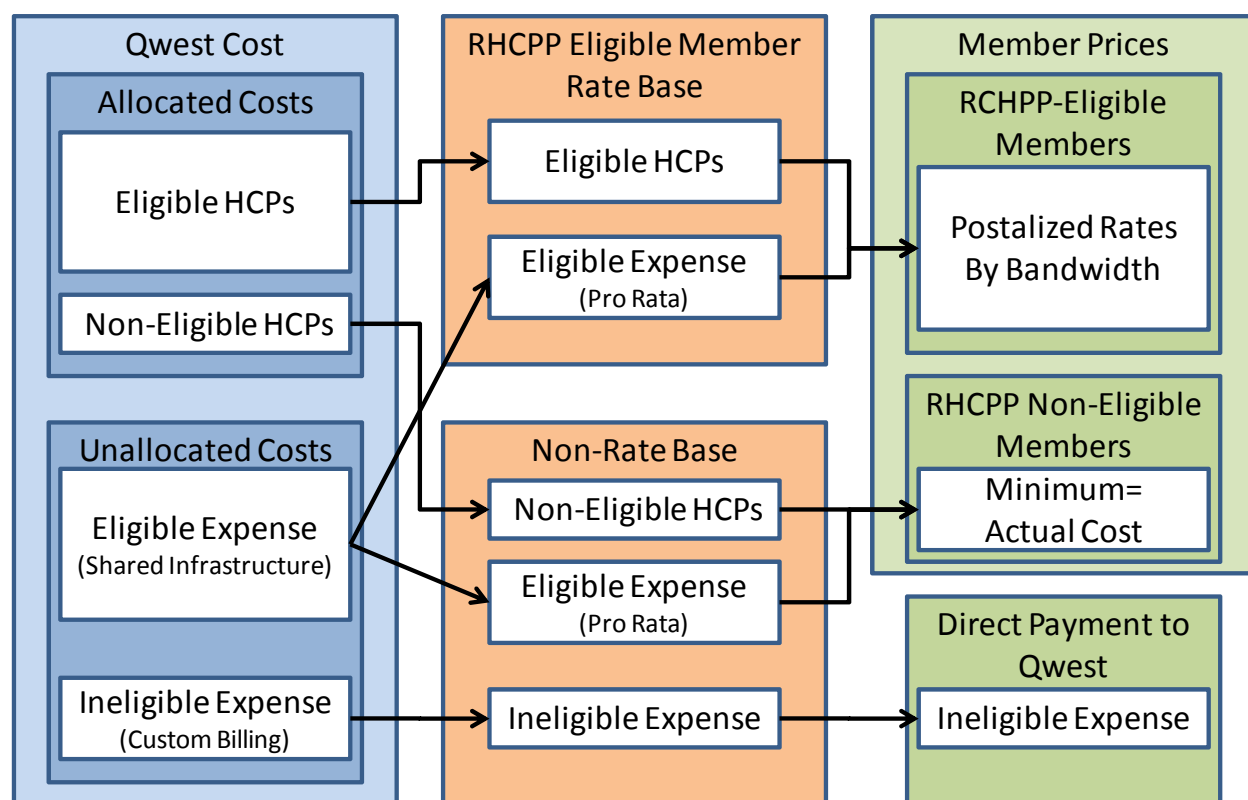 Qwest Cost
Allocated Costs
Eligible HCPs
Non-Eligible HCPs
Unallocated Costs
Eligible Expense
(Shared Infrastructure)
Ineligible Expense
(Custom Billing)
RHCPP Eligible Member
Rate Base
Eligible HCPs
Eligible Expense
(Pro Rata)
Non-Rate Base
Non-Eligible HCPs
Eligible Expense
(Pro Rata)
Ineligible Expense
Member Prices
RCHPP-Eligible
Members
Postalized Rates
By Bandwidth
RHCPP Non-Eligible
Members
Minimum=
Actual Cost
Direct Payment to
Qwest
Ineligible Expense